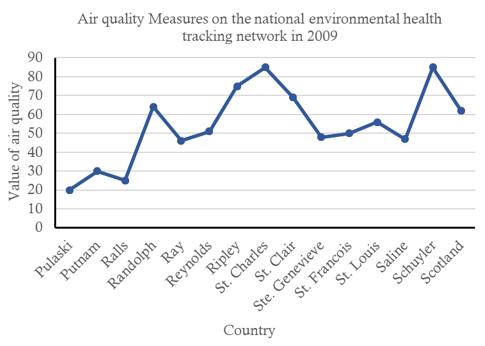 Air quality Measures on the national environmental health
tracking network in 2009
Value of air quality
90
80
70
60
50
40
30
20
10
0
Pulaski
Putnam
Ralls
Randolph
Ray
Reynolds
Ripley
St. Charles
St. Clair
Ste. Genevieve
St. Francois
St. Louis
Saline
Schuyler
Scotland
Country